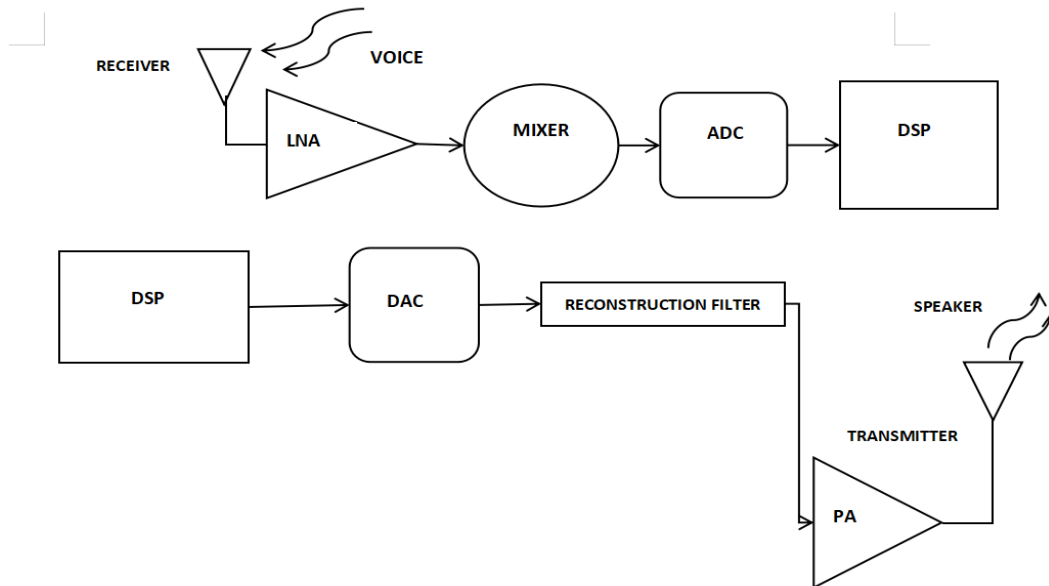 RECEIVER
VOICE
LNA
MIXER
ADC
DSP
DSP
DAC
RECONSTRUCTION FILTER
SPEAKER
TRANSMITTER
PA